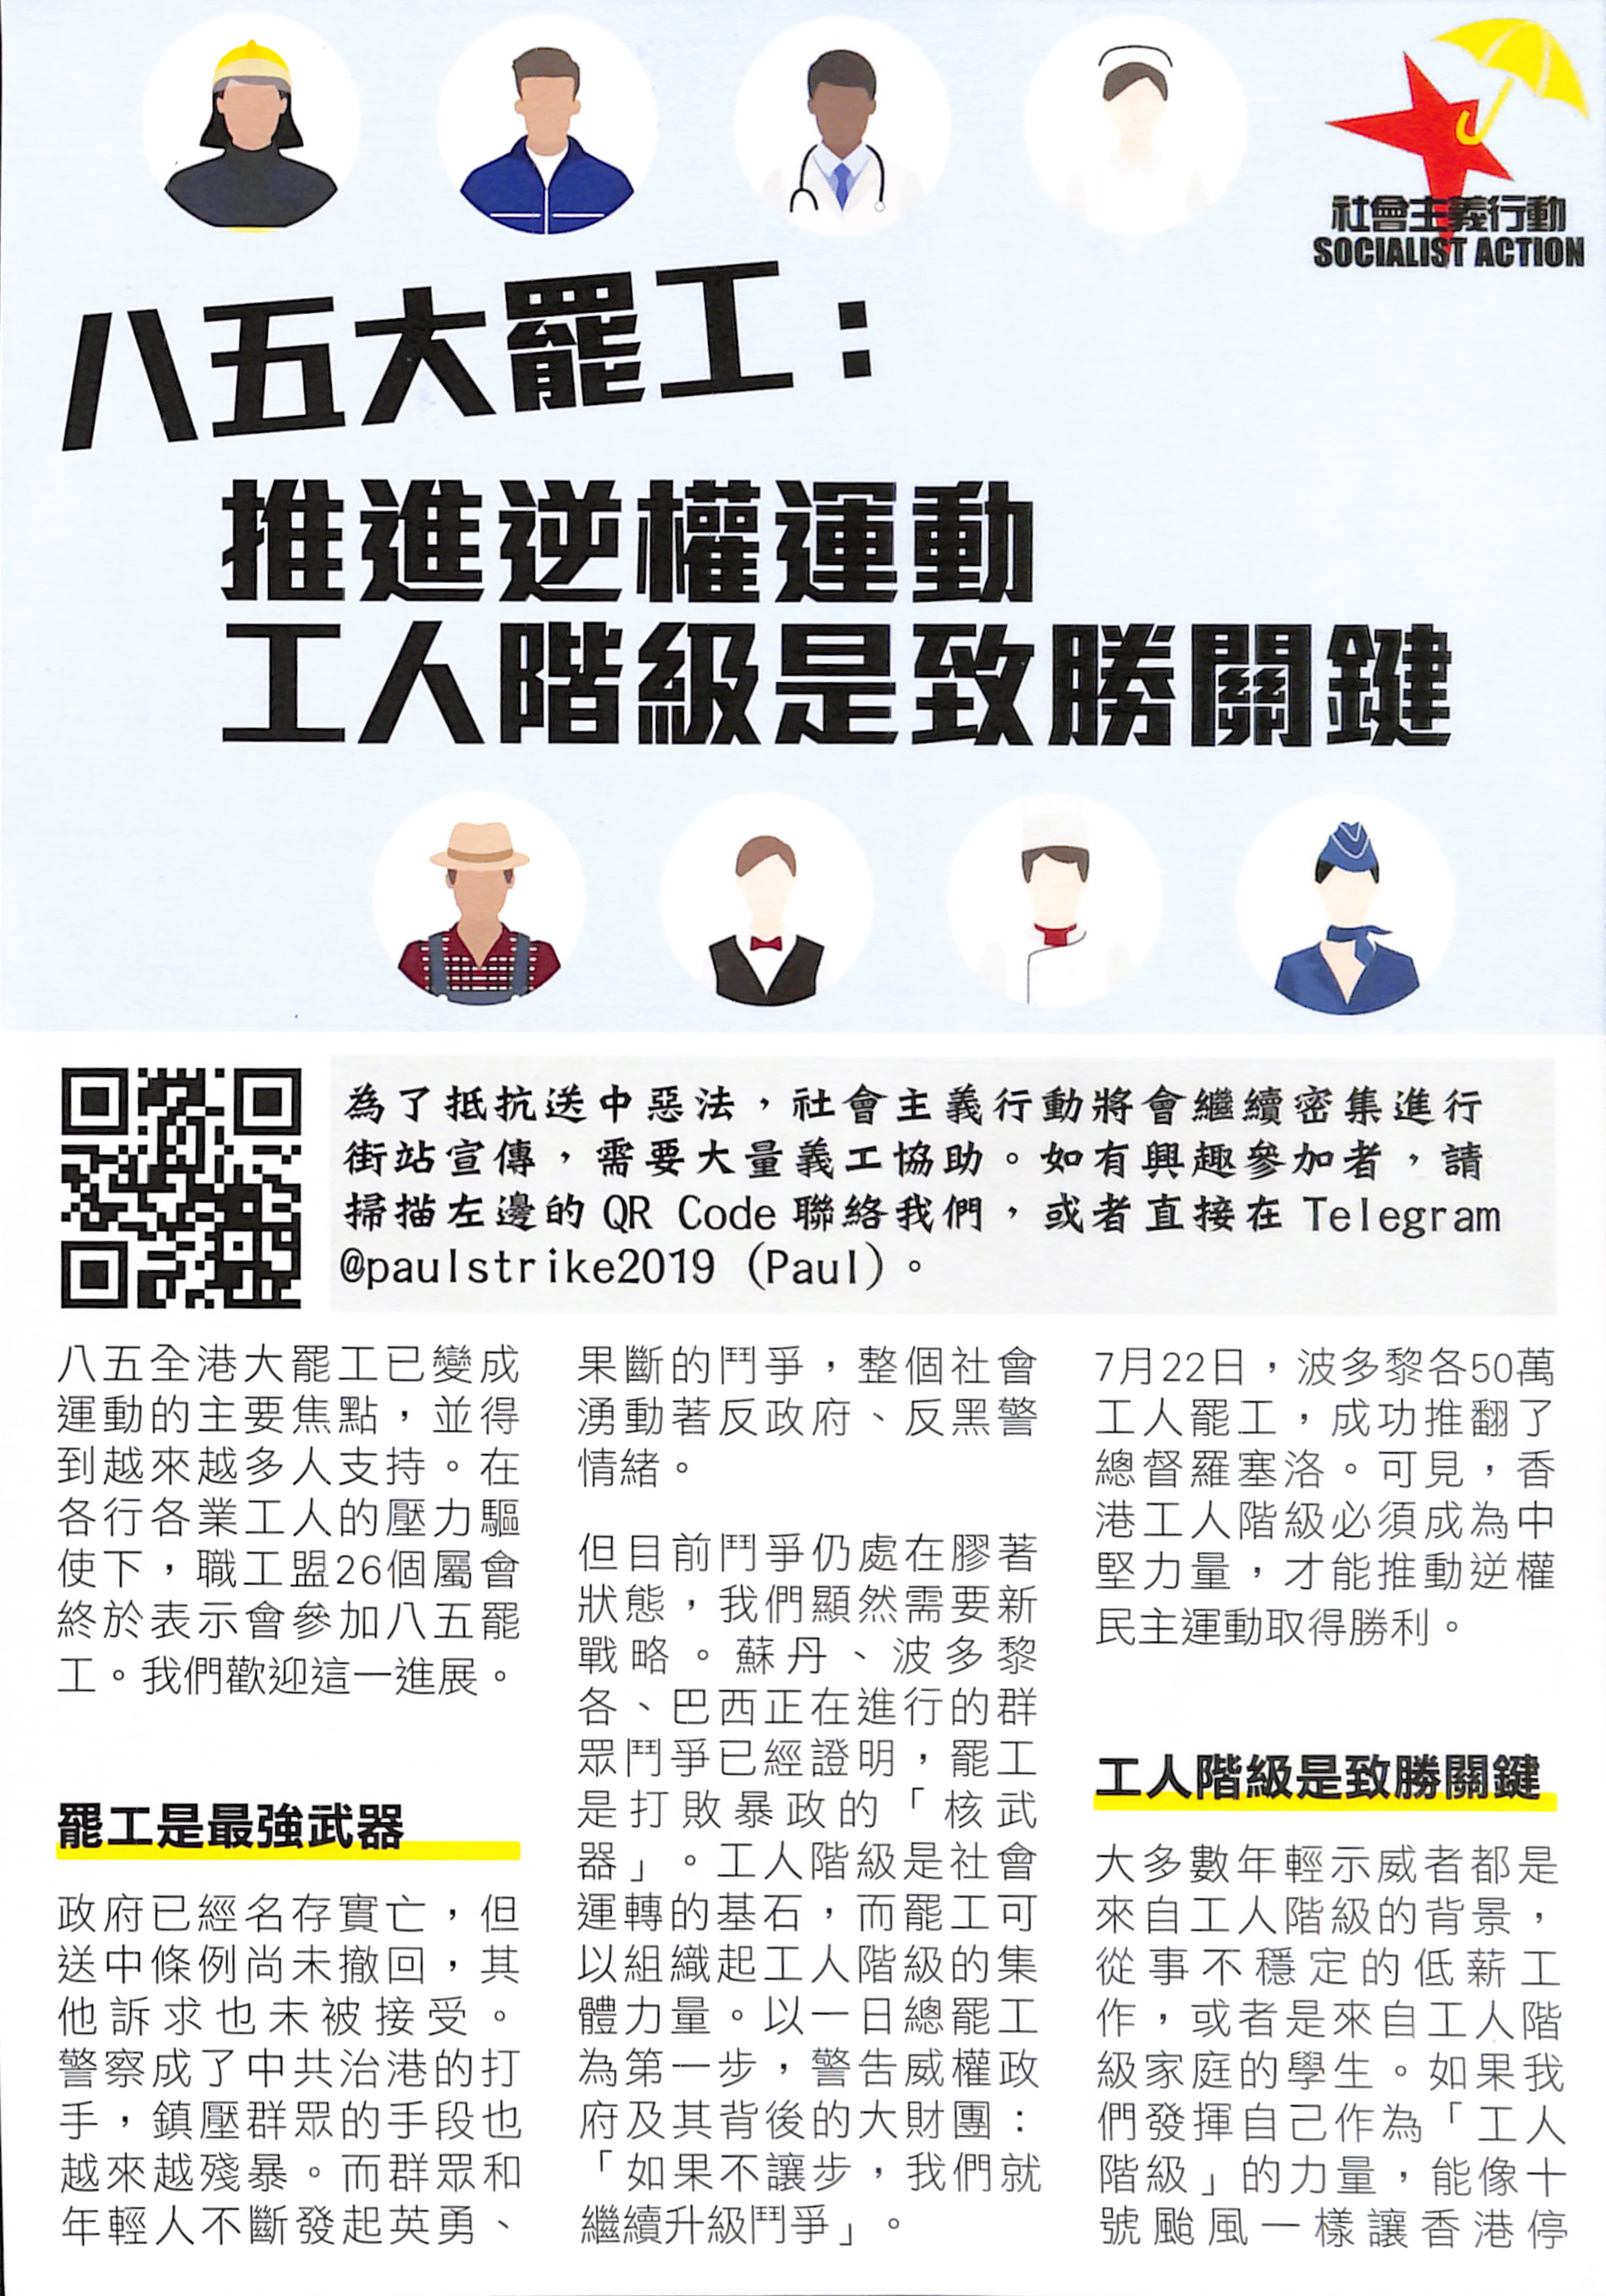 社會主義行動
SOCIALIST ACTION
八五大罷工：
推進逆權運動
工人階級是致勝關鍵
為了抵抗送中惡法，社會主義行動將會繼續密集進行
街站宣傳，需要大量義工協助。如有興趣參加者，請
掃描左邊的 QR Code 聯絡我們，或者直接在 Telegram
@paulstrike2019 (Paul)。
八五全港大罷工已變成
運動的主要焦點，並得
到越來越多人支持。在
各行各業工人的壓力驅
使下，職工盟26個屬會
終於表示會參加八五罷
工。我們歡迎這一進展。
罷工是最強武器
政府已經名存實亡，但
送中條例尚未撤回，其
他訴求也未被接受。
警察成了中共治港的打
手，鎮壓群眾的手段也
越來越殘暴。而群眾和
年輕人不斷發起英勇、
果斷的鬥爭，整個社會
湧動著反政府、反黑警
情緒。
但目前鬥爭仍處在膠著
狀態，我們顯然需要新
戰略。蘇丹、波多黎
各、巴西正在進行的群
眾鬥爭已經證明，罷工
是打敗暴政的「核武
器」。工人階級是社會
運轉的基石，而罷工可
以組織起工人階級的集
體力量。以一日總罷工
為第一步，警告威權政
府及其背後的大財團：
「如果不讓步，我們就
繼續升級鬥爭」。
7月22日，波多黎各50萬
工人罷工，成功推翻了
總督羅塞洛。可見，香
港工人階級必須成為中
堅力量，才能推動逆權
民主運動取得勝利。
工人階級是致勝關鍵
大多數年輕示威者都是
來自工人階級的背景，
從事不穩定的低薪工
作，或者是來自工人階
級家庭的學生。如果我
們發揮自己作為「工人
階級」的力量，能像十
號颱風一樣讓香港停